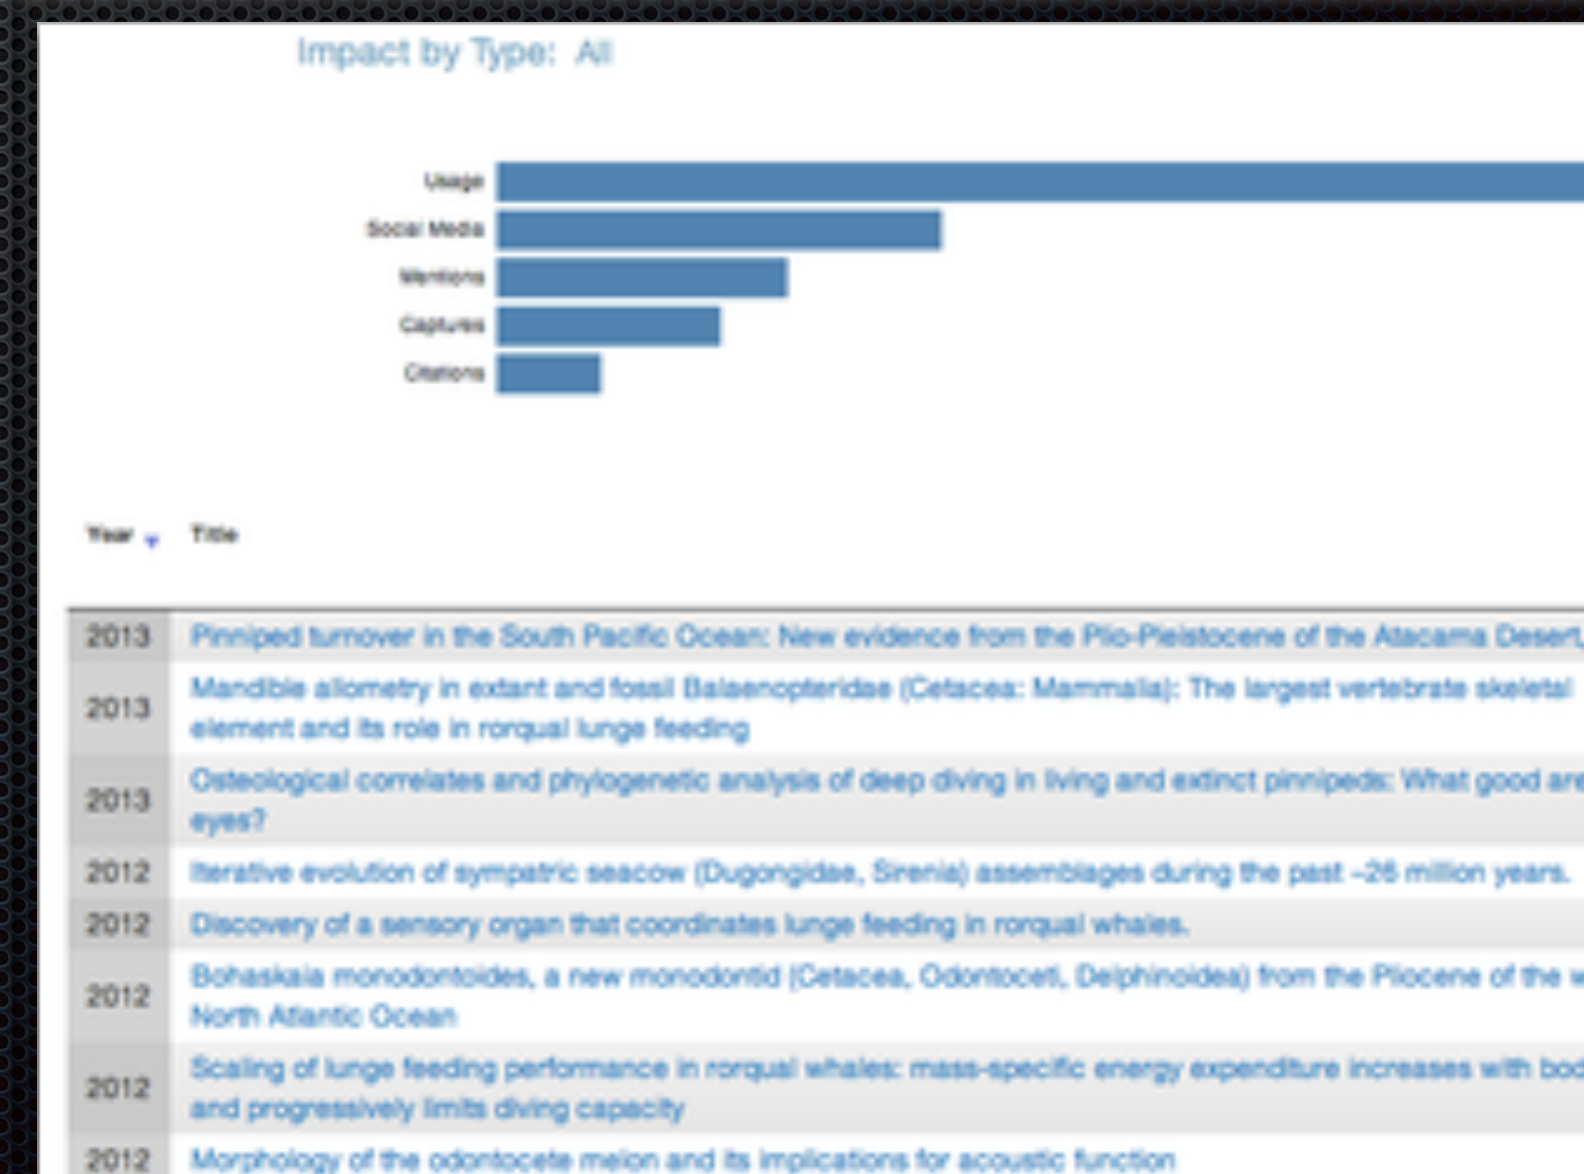 Impact by Type: All
Usage
Social Media
Mentions
Captures
Citations
Year Title
2013 Pinniped turnover in the South Pacific Ocean: New evidence from the Plio-Pleistocene of the Atacama Desert,
2013 Mandible allometry in extant and fossil Balaenopteridae (Cetacea: Mammalia): The largest vertebrate skeletal
element and its role in rorqual lunge feeding
2013 Osteological correlates and phylogenetic analysis of deep diving in living and extinct pinnipeds: What good are
eyes?
2012 Iterative evolution of sympatric seacow (Dugongidae, Sirenia) assemblages during the past ~26 million years.
2012 Discovery of a sensory organ that coordinates lunge feeding in rorqual whales.
2012 Bohaskaia monodontoides, a new monodontid (Cetacea, Odontoceti, Delphinoidea) from the Pliocene of the w
North Atlantic Ocean
2012 Scaling of lunge feeding performance in rorqual whales: mass-specific energy expenditure increases with bod
and progressively limits diving capacity
2012 Morphology of the odontocete melon and its implications for acoustic function